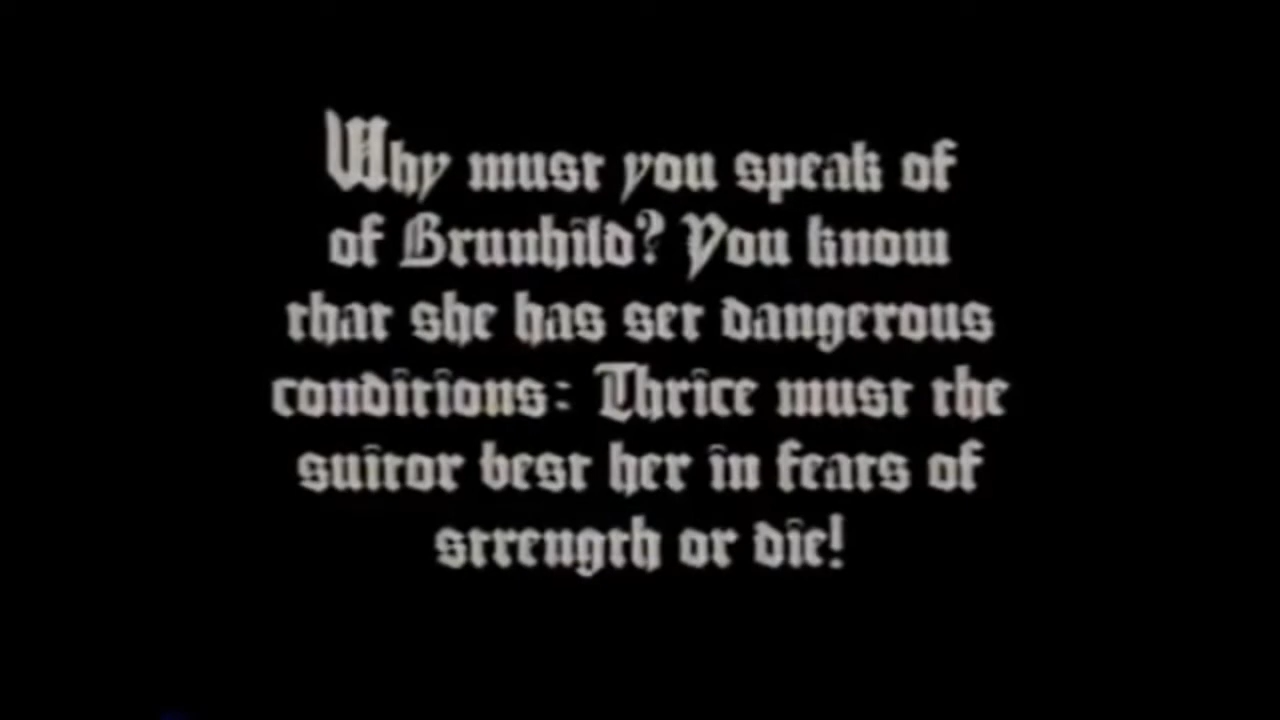 Why must you speak of
of Brunhild? You know
that she has set dangerous
conditions: Thrice must the
suitor best her in feats of
strength or die!